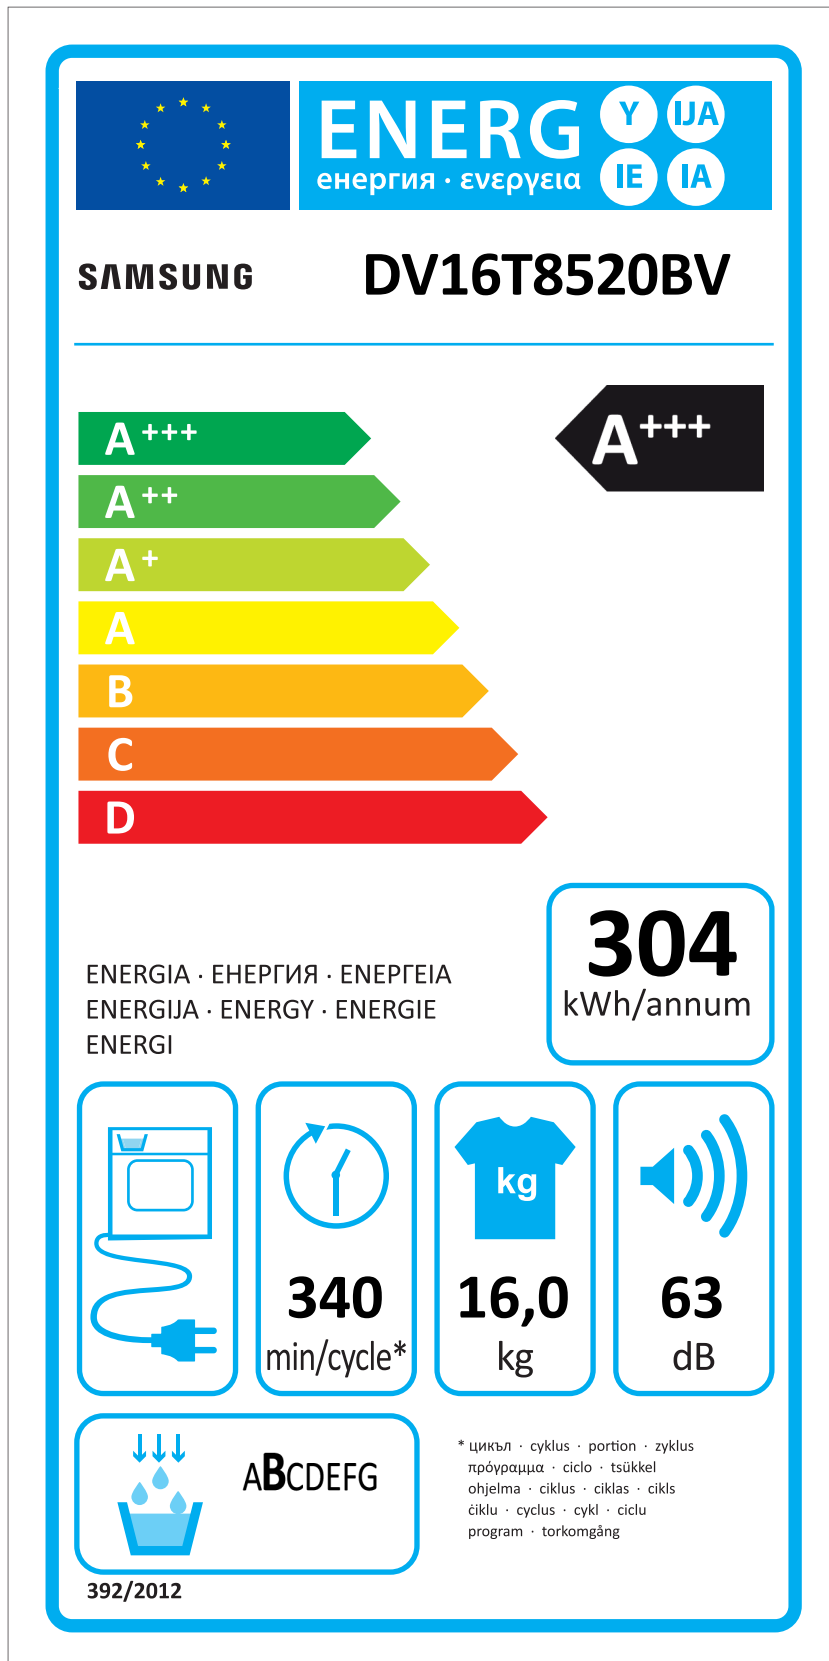 ENERG Y IJA
енергия · ενεργεια IE IA
SAMSUNG DV16T8520BV
A+++ A+++
A++
A+
A
B
C
D
304
kWh/annum
ENERGIA · ЕНЕРГИЯ · ΕΝΕΡΓΕΙΑ
ENERGIJA · ENERGY · ENERGIE
ENERGI
kg
340 16,0 63
min/cycle* kg dB
ABCDEFG
* цикъл · cyklus · portion · zyklus
πρόγραμμα · ciclo · tsükkel
ohjelma · ciklus · ciklas · cikls
ċiklu · cyclus · cykl · ciclu
program · torkomgång
392/2012